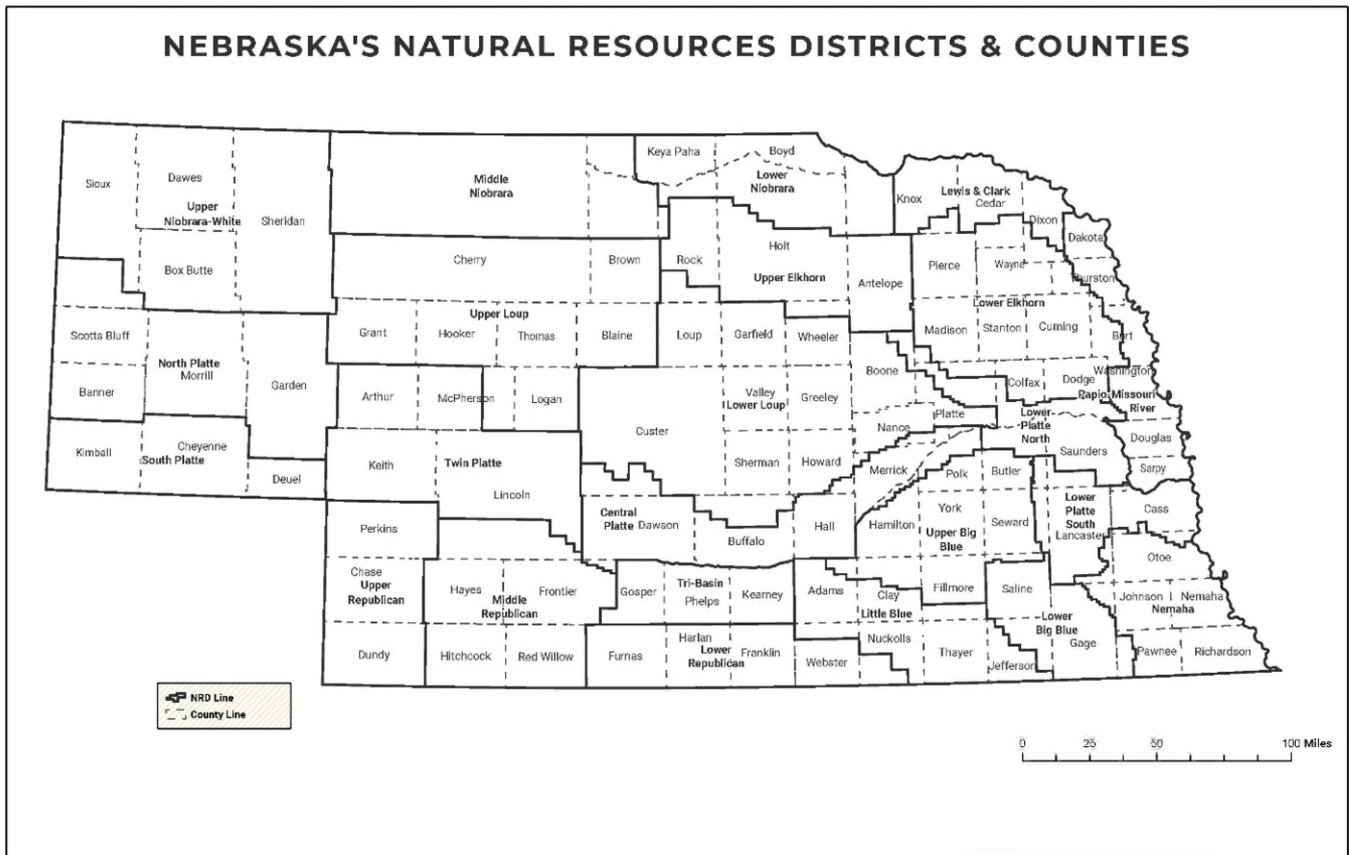 NEBRASKA'S NATURAL RESOURCES DISTRICTS & COUNTIES
Sioux
Dawes
Upper
Niobrara-White
Sheridan
Box Butte
Middle
Niobrara
Keya Paha
Boyd
Lower
Niobrara
Knox
Lewis & Clark
Cedar
Dixon
Dakota
Cherry
Brown
Rock
Holt
Upper Elkhorn
Antelope
Pierce
Wayne
Thurston
Lower Elkhorn
Scotts Bluff
North Platte
Morrill
Banner
Garden
Grant
Upper Loup
Hooker
Thomas
Blaine
Loup
Garfield
Wheeler
Madison
Stanton
Cuming
Burt
Arthur
McPherson
Logan
Custer
Valley
Lower Loup
Greeley
Boone
Platte
Nance
Colfax
Dodge
Washington
Papio-Missouri
River
Lower
Platte
North
Saunders
Douglas
Sarpy
Kimball
Cheyenne
South Platte
Deuel
Keith
Twin Platte
Lincoln
Sherman
Howard
Merrick
Polk
Butler
Perkins
Central
Platte
Dawson
Buffalo
Hall
Hamilton
York
Upper Big
Blue
Seward
Lower
Platte
South
Lancaster
Cass
Otoe
Chase
Upper
Republican
Hayes
Frontier
Middle
Republican
Gosper
Tri-Basin
Phelps
Kearney
Adams
Clay
Little Blue
Fillmore
Saline
Johnson
Nemaha
Nemaha
Dundy
Hitchcock
Red Willow
Furnas
Harlan
Lower
Republican
Franklin
Webster
Nuckolls
Thayer
Jefferson
Lower
Big Blue
Gage
Pawnee
Richardson
NRD Line
County Line
0 25 50 100 Miles